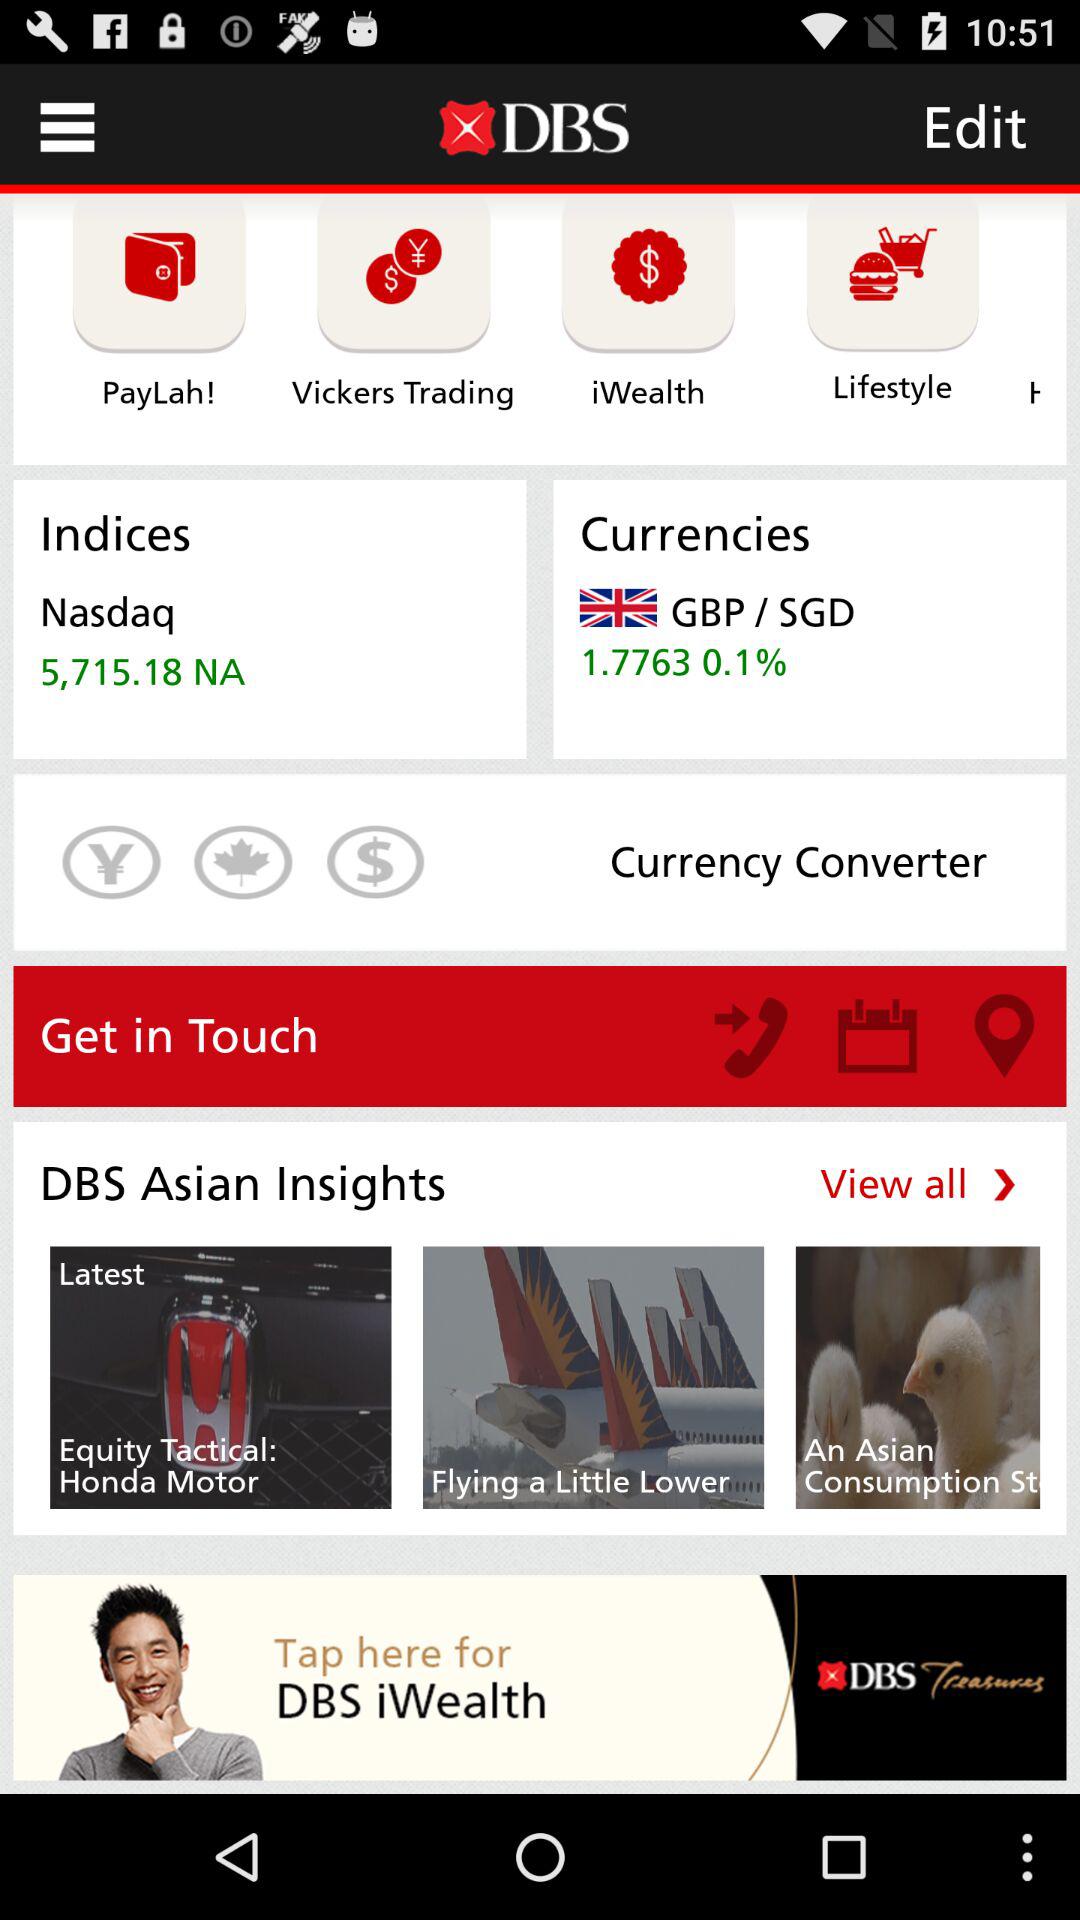 FAKE
10:51
DBS
Edit
PayLah!
Vickers Trading
iWealth
Lifestyle
Indices
Nasdaq
5,715.18 NA
Currencies
GBP / SGD
1.7763 0.1%
Currency Converter
Get in Touch
DBS Asian Insights
View all
Latest
Equity Tactical:
Honda Motor
Flying a Little Lower
An Asian
Consumption
Tap here for
DBS iWealth
DBS Treasures